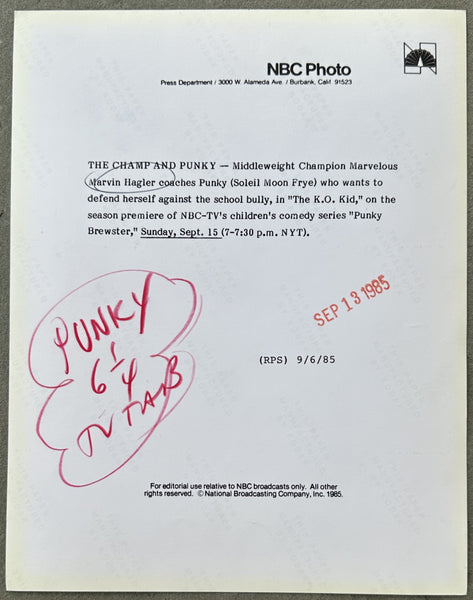 NBC Photo
Press Department / 3000 W. Alameda Ave. / Burbank, Calif. 91523
THE CHAMP AND PUNKY — Middleweight Champion Marvelous
Marvin Hagler coaches Punky (Soleil Moon Frye) who wants to
defend herself against the school bully, in "The K.O. Kid," on
the season premiere of NBC-TV's children's comedy series "Punky
Brewster," Sunday, Sept. 15 (7-7:30 p.m. NYT).
SEP 13 1985
(RPS) 9/6/85
PUNKY
6 1/4
TV TAB
For editorial use relative to NBC broadcasts only. All other
rights reserved. ©National Broadcasting Company, Inc. 1985.